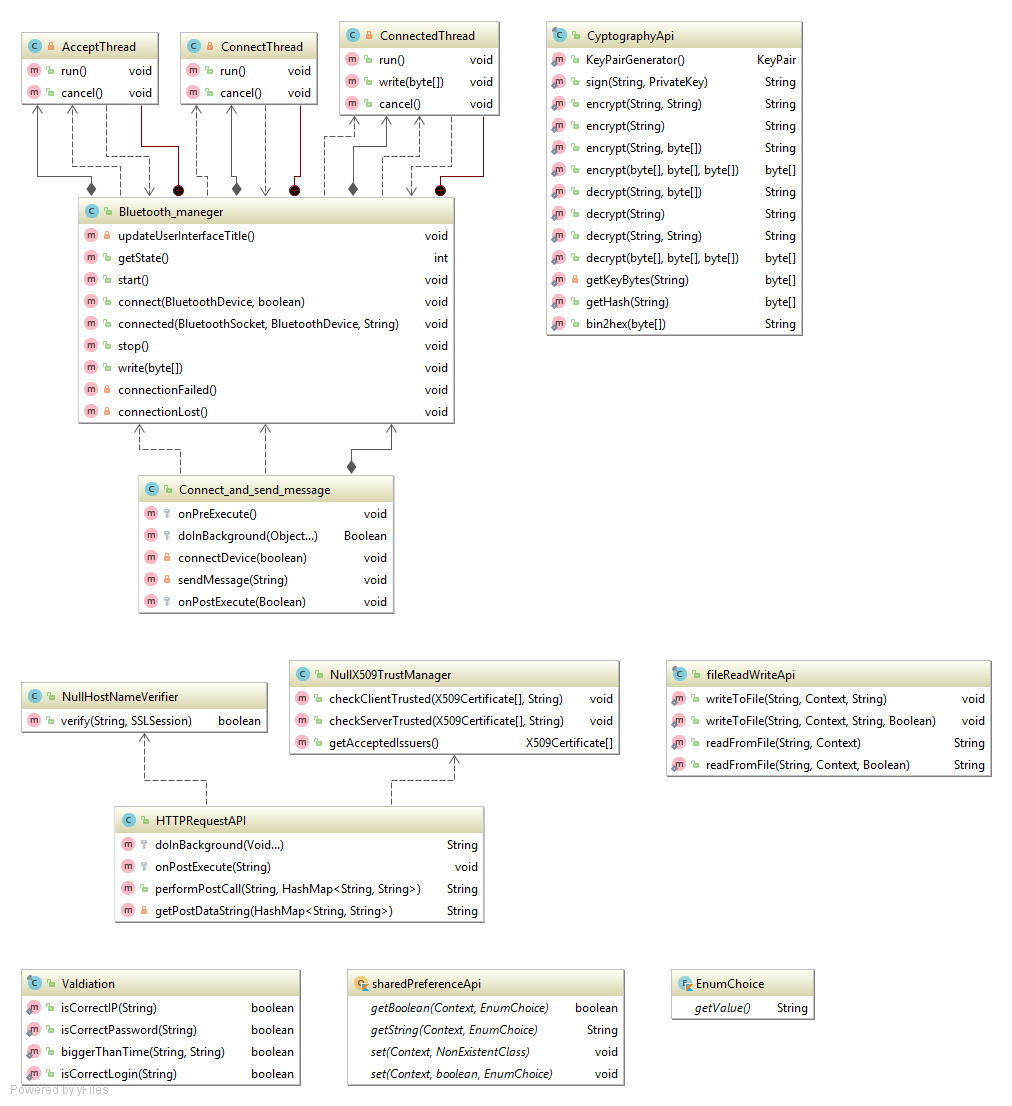 AcceptThread
run() void
cancel() void
ConnectThread
run() void
cancel() void
ConnectedThread
run() void
write(byte[]) void
cancel() void
CyptographyApi
KeyPairGenerator() KeyPair
sign(String, PrivateKey) String
encrypt(String, String) String
encrypt(String) String
encrypt(String, byte[]) String
encrypt(byte[], byte[], byte[]) byte[]
decrypt(String, byte[]) String
decrypt(String) String
decrypt(String, String) String
decrypt(byte[], byte[], byte[]) byte[]
getKeyBytes(String) byte[]
getHash(String) byte[]
bin2hex(byte[]) String
Bluetooth_maneger
updateUserInterfaceTitle() void
getState() int
start() void
connect(BluetoothDevice, boolean) void
connected(BluetoothSocket, BluetoothDevice, String) void
stop() void
write(byte[]) void
connectionFailed() void
connectionLost() void
Connect_and_send_message
onPreExecute() void
doInBackground(Object...) Boolean
connectDevice(boolean) void
sendMessage(String) void
onPostExecute(Boolean) void
NullHostNameVerifier
verify(String, SSLSession) boolean
NullX509TrustManager
checkClientTrusted(X509Certificate[], String) void
checkServerTrusted(X509Certificate[], String) void
getAcceptedIssuers() X509Certificate[]
fileReadWriteApi
writeToFile(String, Context, String) void
writeToFile(String, Context, String, Boolean) void
readFromFile(String, Context) String
readFromFile(String, Context, Boolean) String
HTTPRequestAPI
doInBackground(Void...) String
onPostExecute(String) void
performPostCall(String, HashMap<String, String>) String
getPostDataString(HashMap<String, String>) String
Valdiation
isCorrectIP(String) boolean
isCorrectPassword(String) boolean
biggerThanTime(String, String) boolean
isCorrectLogin(String) boolean
sharedPreferenceApi
getBoolean(Context, EnumChoice) boolean
getString(Context, EnumChoice) String
set(Context, NonExistentClass) void
set(Context, boolean, EnumChoice) void
EnumChoice
getValue() String
Powered by yFiles